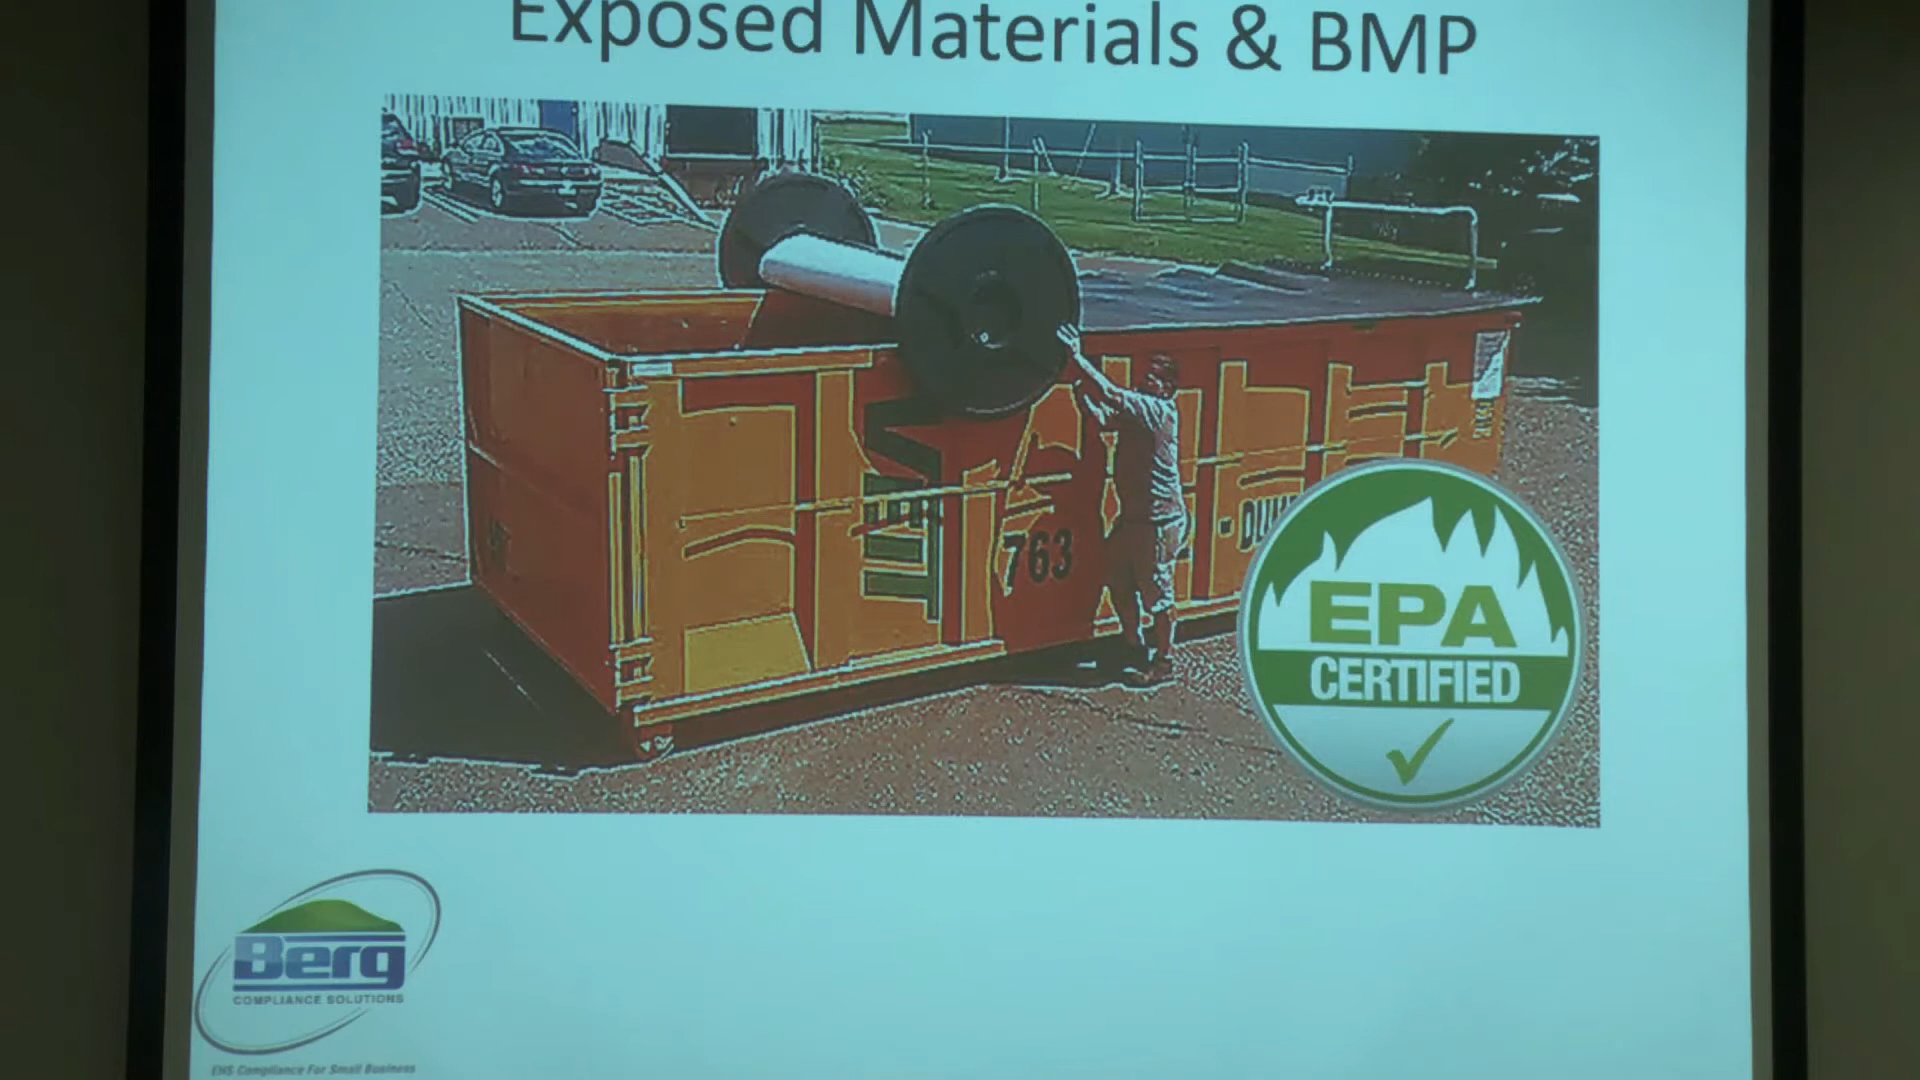 Exposed Materials & BMP
763
EPA
CERTIFIED
Berg
COMPLIANCE SOLUTIONS
EHS Compliance For Small Business